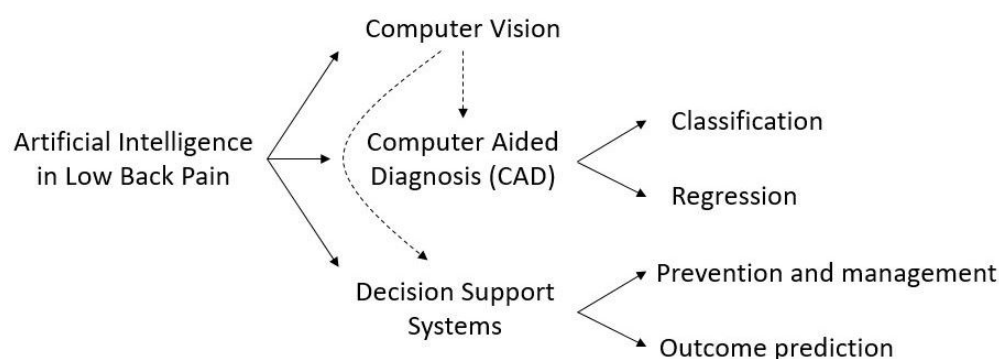 Computer Vision
Artificial Intelligence
in Low Back Pain
Computer Aided
Diagnosis (CAD)
Classification
Regression
Decision Support
Systems
Prevention and management
Outcome prediction